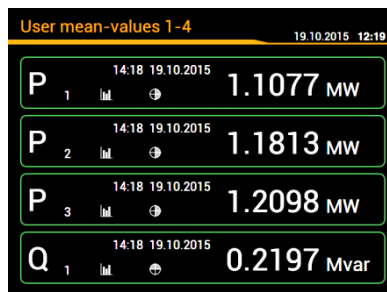 User mean-values 1-4
19.10.2015 12:19
14:18 19.10.2015
P 1 1.1077 MW
14:18 19.10.2015
P 2 1.1813 MW
14:18 19.10.2015
P 3 1.2098 MW
14:18 19.10.2015
Q 1 0.2197 Mvar